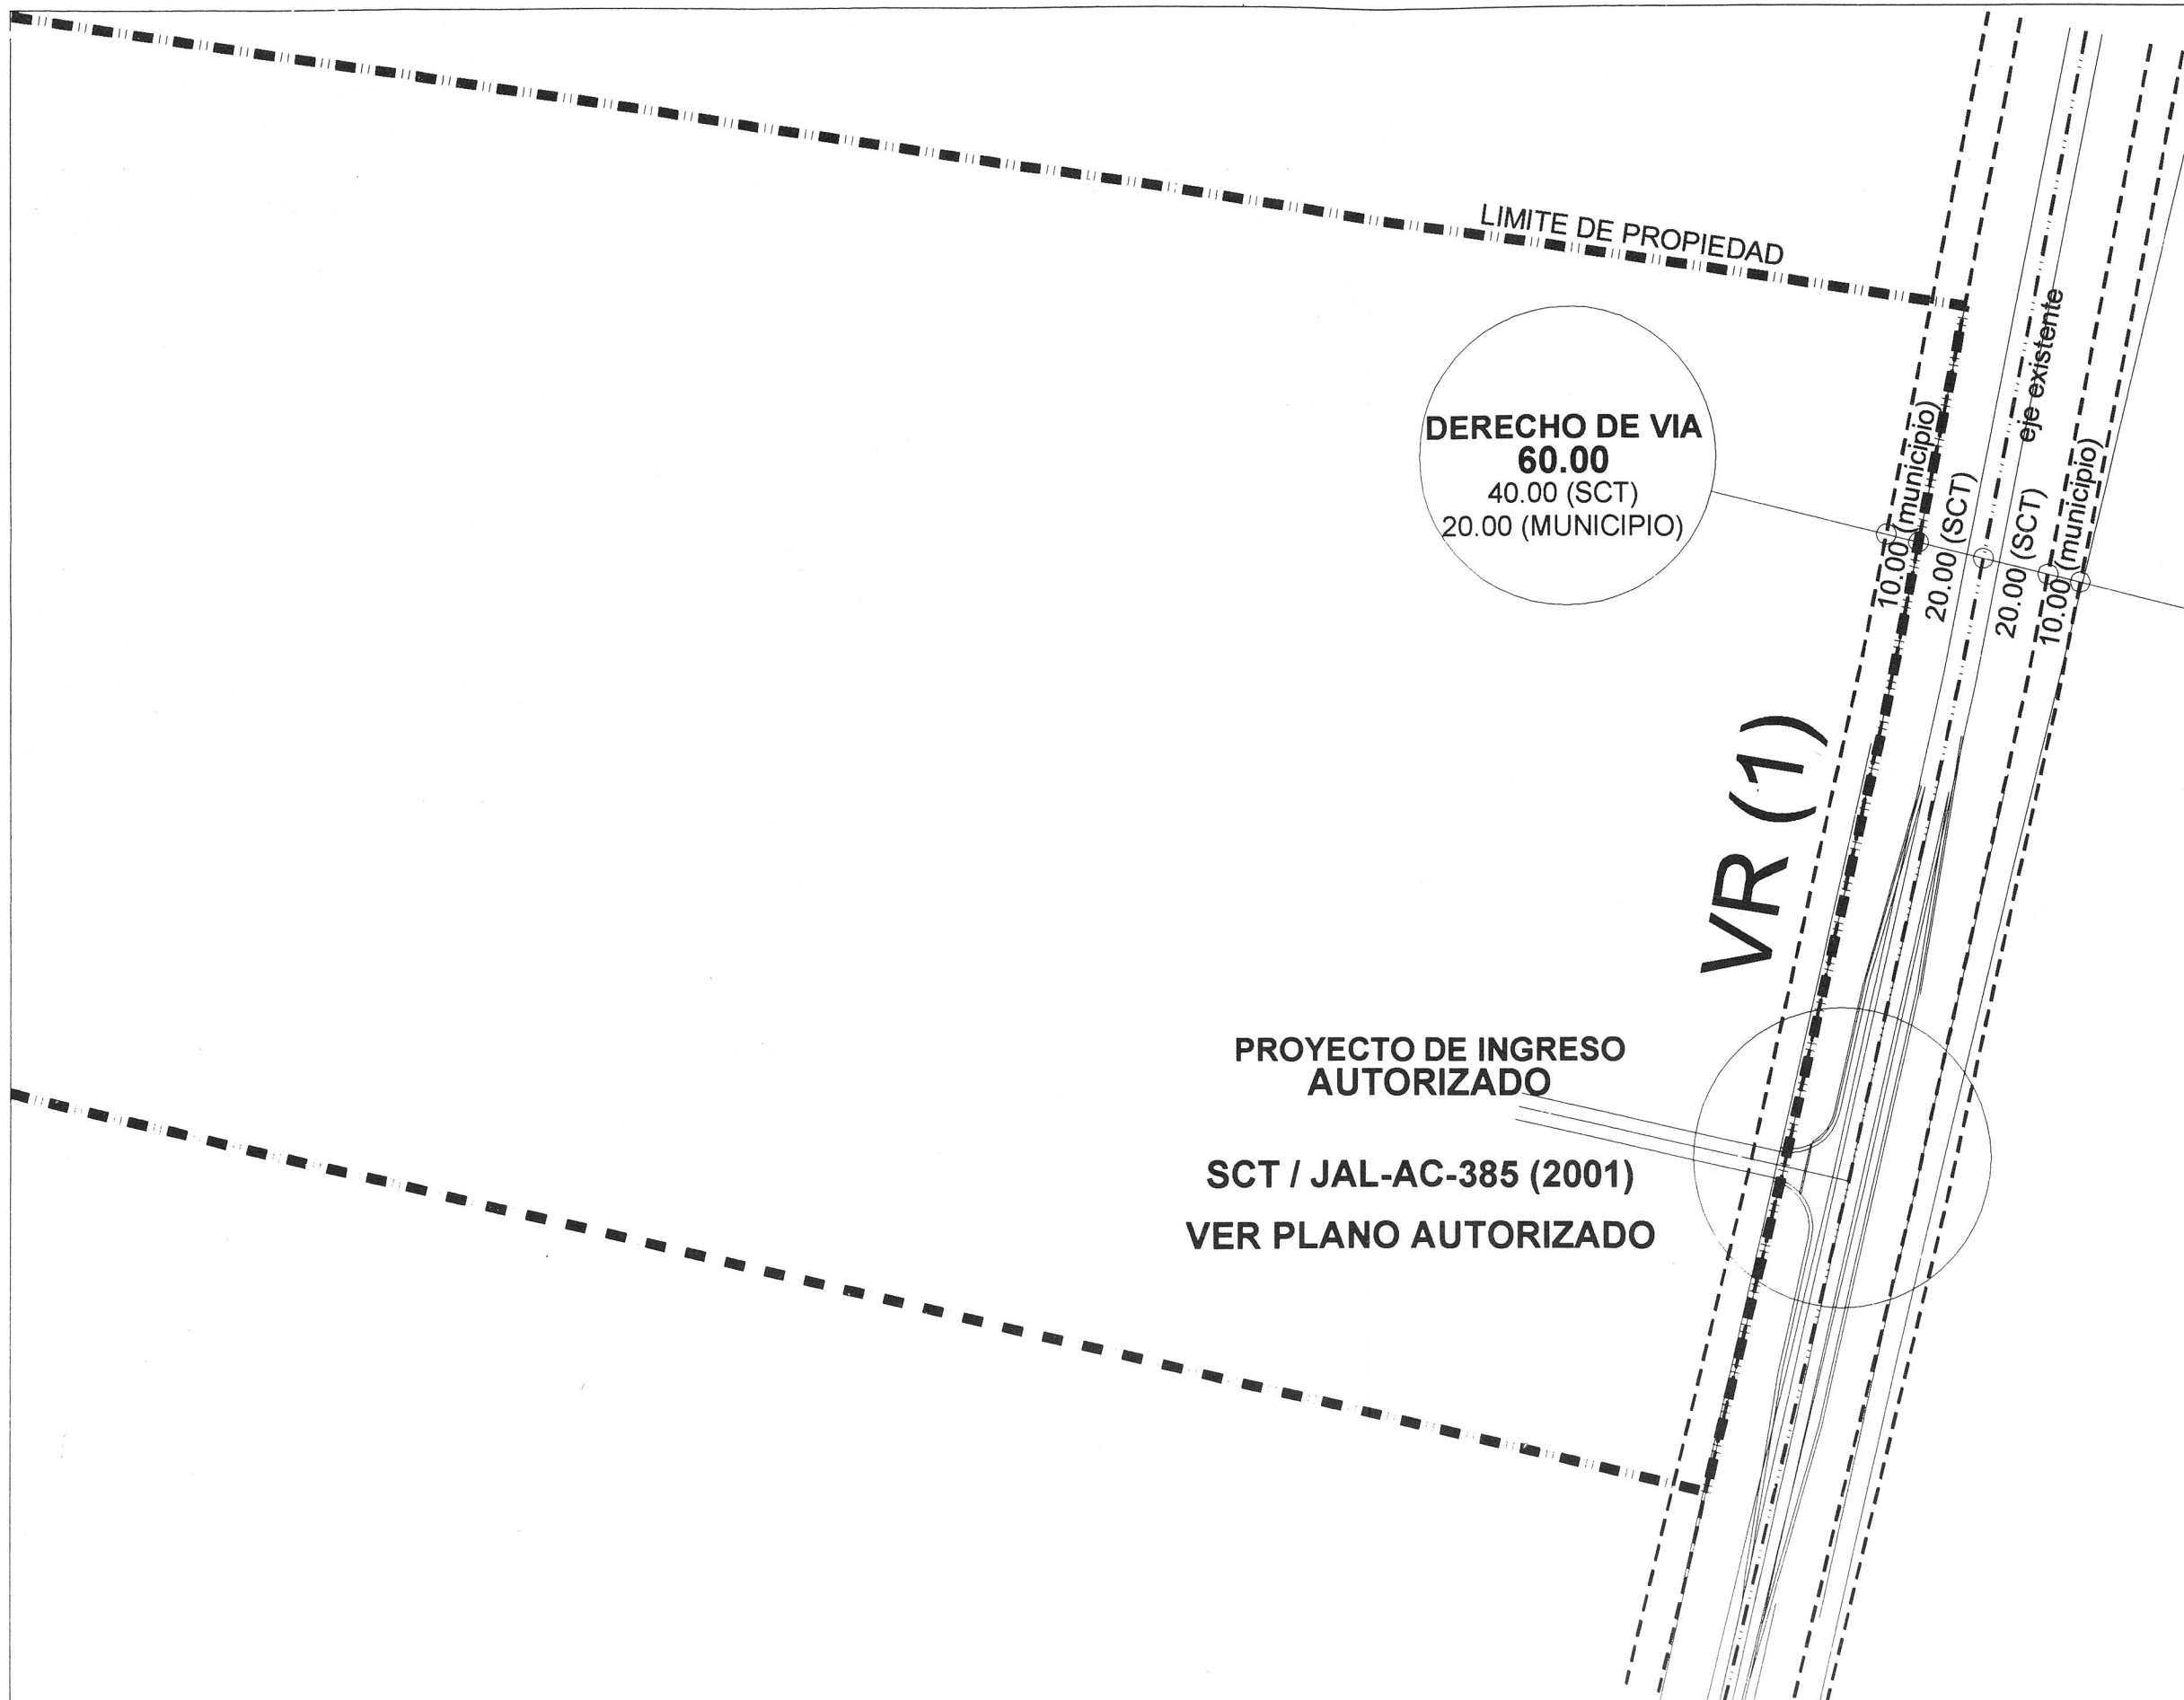 LIMITE DE PROPIEDAD
DERECHO DE VIA
60.00
40.00 (SCT)
20.00 (MUNICIPIO)
eje existente
10.00 (municipio)
20.00 (SCT)
20.00 (SCT)
10.00 (municipio)
VR (1)
PROYECTO DE INGRESO
AUTORIZADO
SCT / JAL-AC-385 (2001)
VER PLANO AUTORIZADO